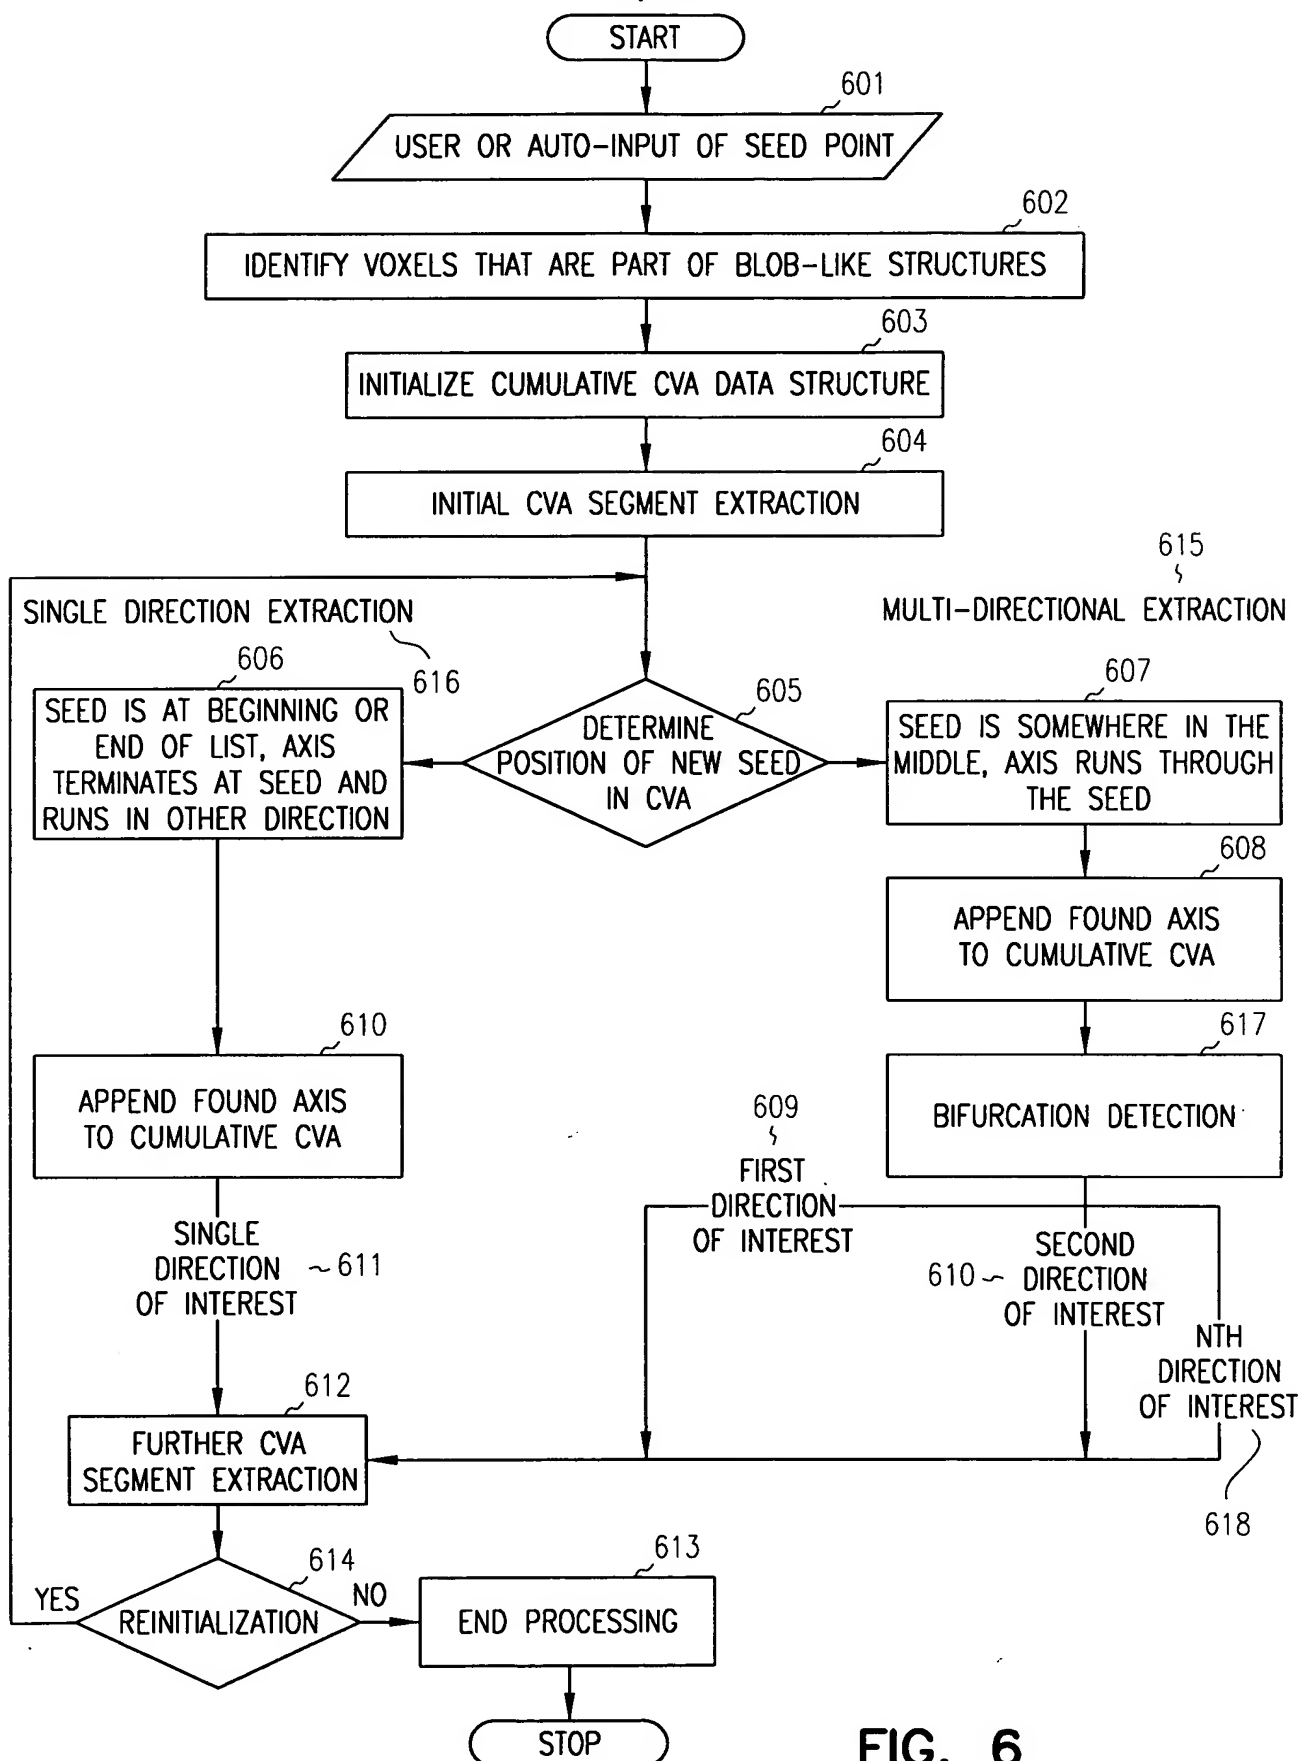 START
601
USER OR AUTO-INPUT OF SEED POINT
602
IDENTIFY VOXELS THAT ARE PART OF BLOB-LIKE STRUCTURES
603
INITIALIZE CUMULATIVE CVA DATA STRUCTURE
604
INITIAL CVA SEGMENT EXTRACTION
615
MULTI-DIRECTIONAL EXTRACTION
SINGLE DIRECTION EXTRACTION
616
606
SEED IS AT BEGINNING OR
END OF LIST, AXIS
TERMINATES AT SEED AND
RUNS IN OTHER DIRECTION
605
DETERMINE
POSITION OF NEW SEED
IN CVA
607
SEED IS SOMEWHERE IN THE
MIDDLE, AXIS RUNS THROUGH
THE SEED
608
APPEND FOUND AXIS
TO CUMULATIVE CVA
610
APPEND FOUND AXIS
TO CUMULATIVE CVA
617
BIFURCATION DETECTION
609
FIRST
DIRECTION
OF INTEREST
SINGLE
DIRECTION
OF INTEREST
611
SECOND
DIRECTION
OF INTEREST
610
NTH
DIRECTION
OF INTEREST
618
612
FURTHER CVA
SEGMENT EXTRACTION
614
REINITIALIZATION
YES
NO
613
END PROCESSING
STOP
FIG. 6